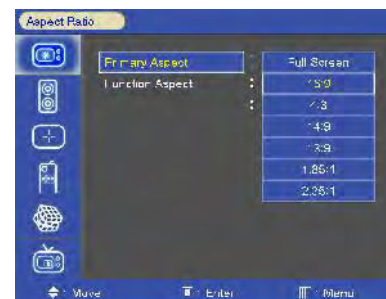 Aspect Ratio
Primary Aspect : Full Screen
Function Aspect : 16:9
: 4:3
14:9
13:9
1.85:1
2.35:1
Move Enter Menu